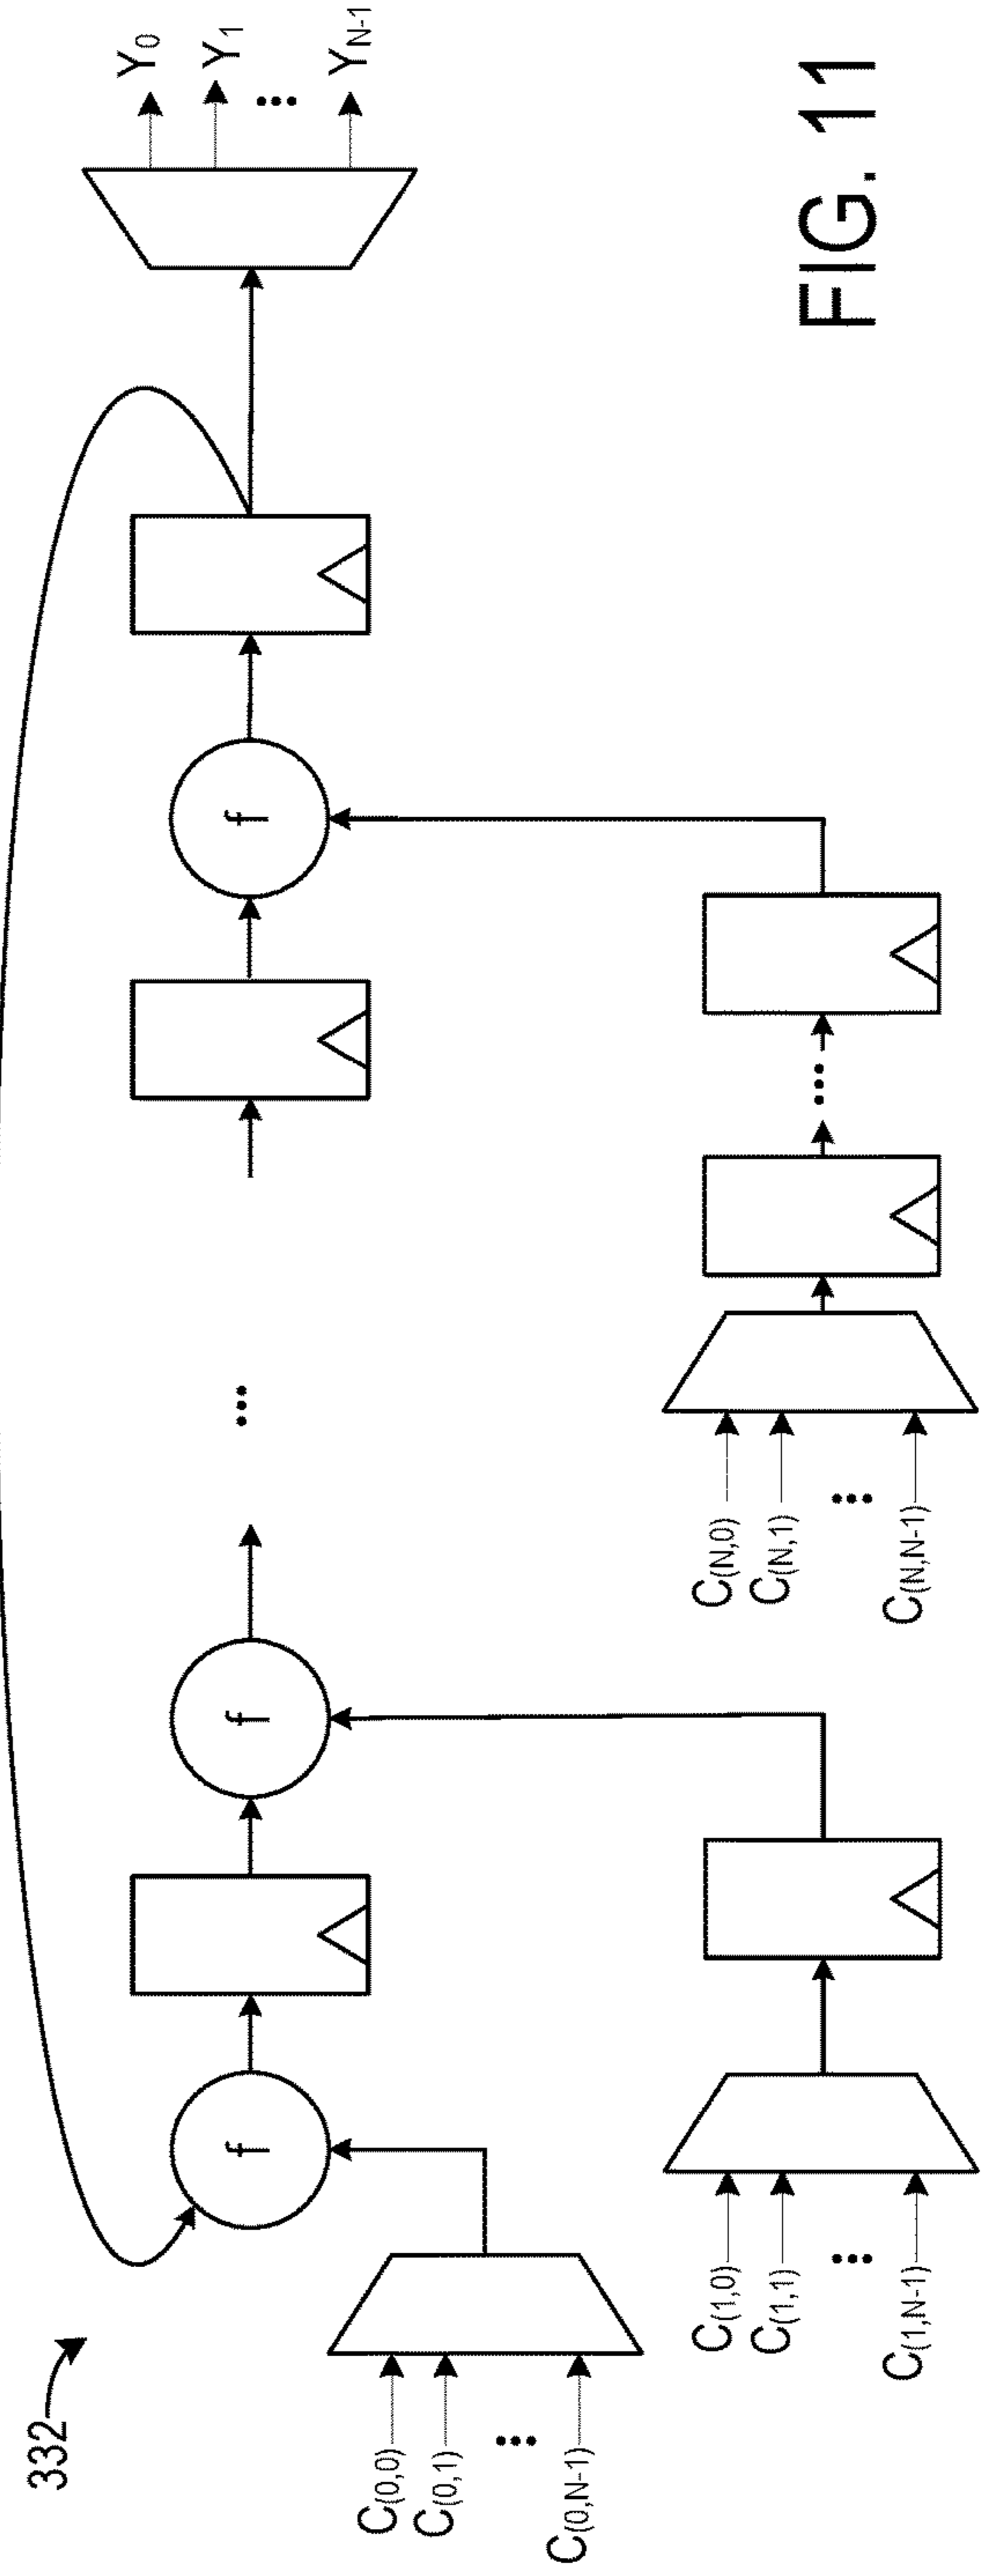 332
Y0
Y1
...
YN-1
f
f
...
f
C(0,0)
C(0,1)
...
C(0,N-1)
C(1,0)
C(1,1)
...
C(1,N-1)
C(N,0)
C(N,1)
...
C(N,N-1)
...
FIG. 11